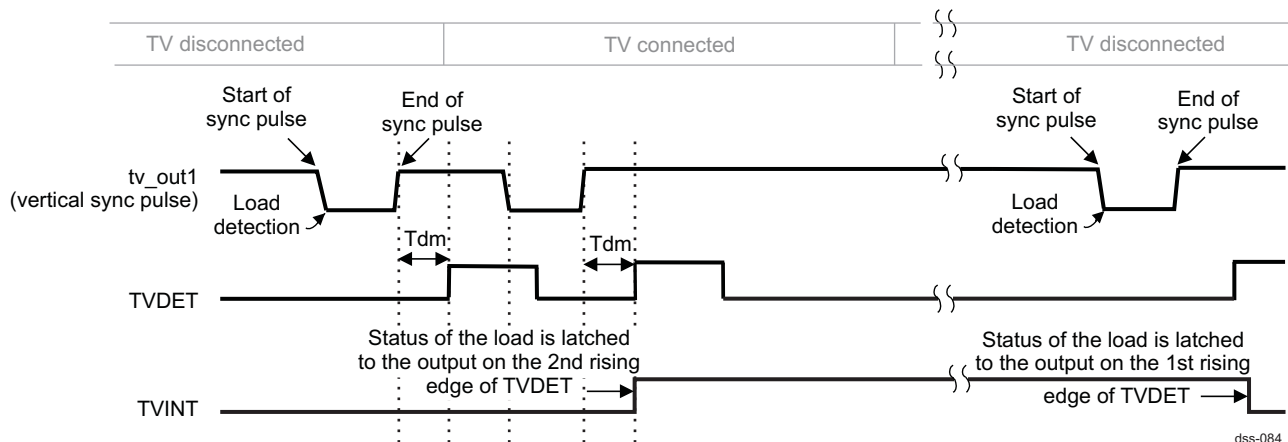 TV disconnected
TV connected
TV disconnected
Start of
sync pulse
End of
sync pulse
Start of
sync pulse
End of
sync pulse
tv_out1
(vertical sync pulse)
Load
detection
Load
detection
Tdm
Tdm
TVDET
Status of the load is latched
to the output on the 2nd rising
edge of TVDET
Status of the load is latched
to the output on the 1st rising
edge of TVDET
TVINT
dss-084